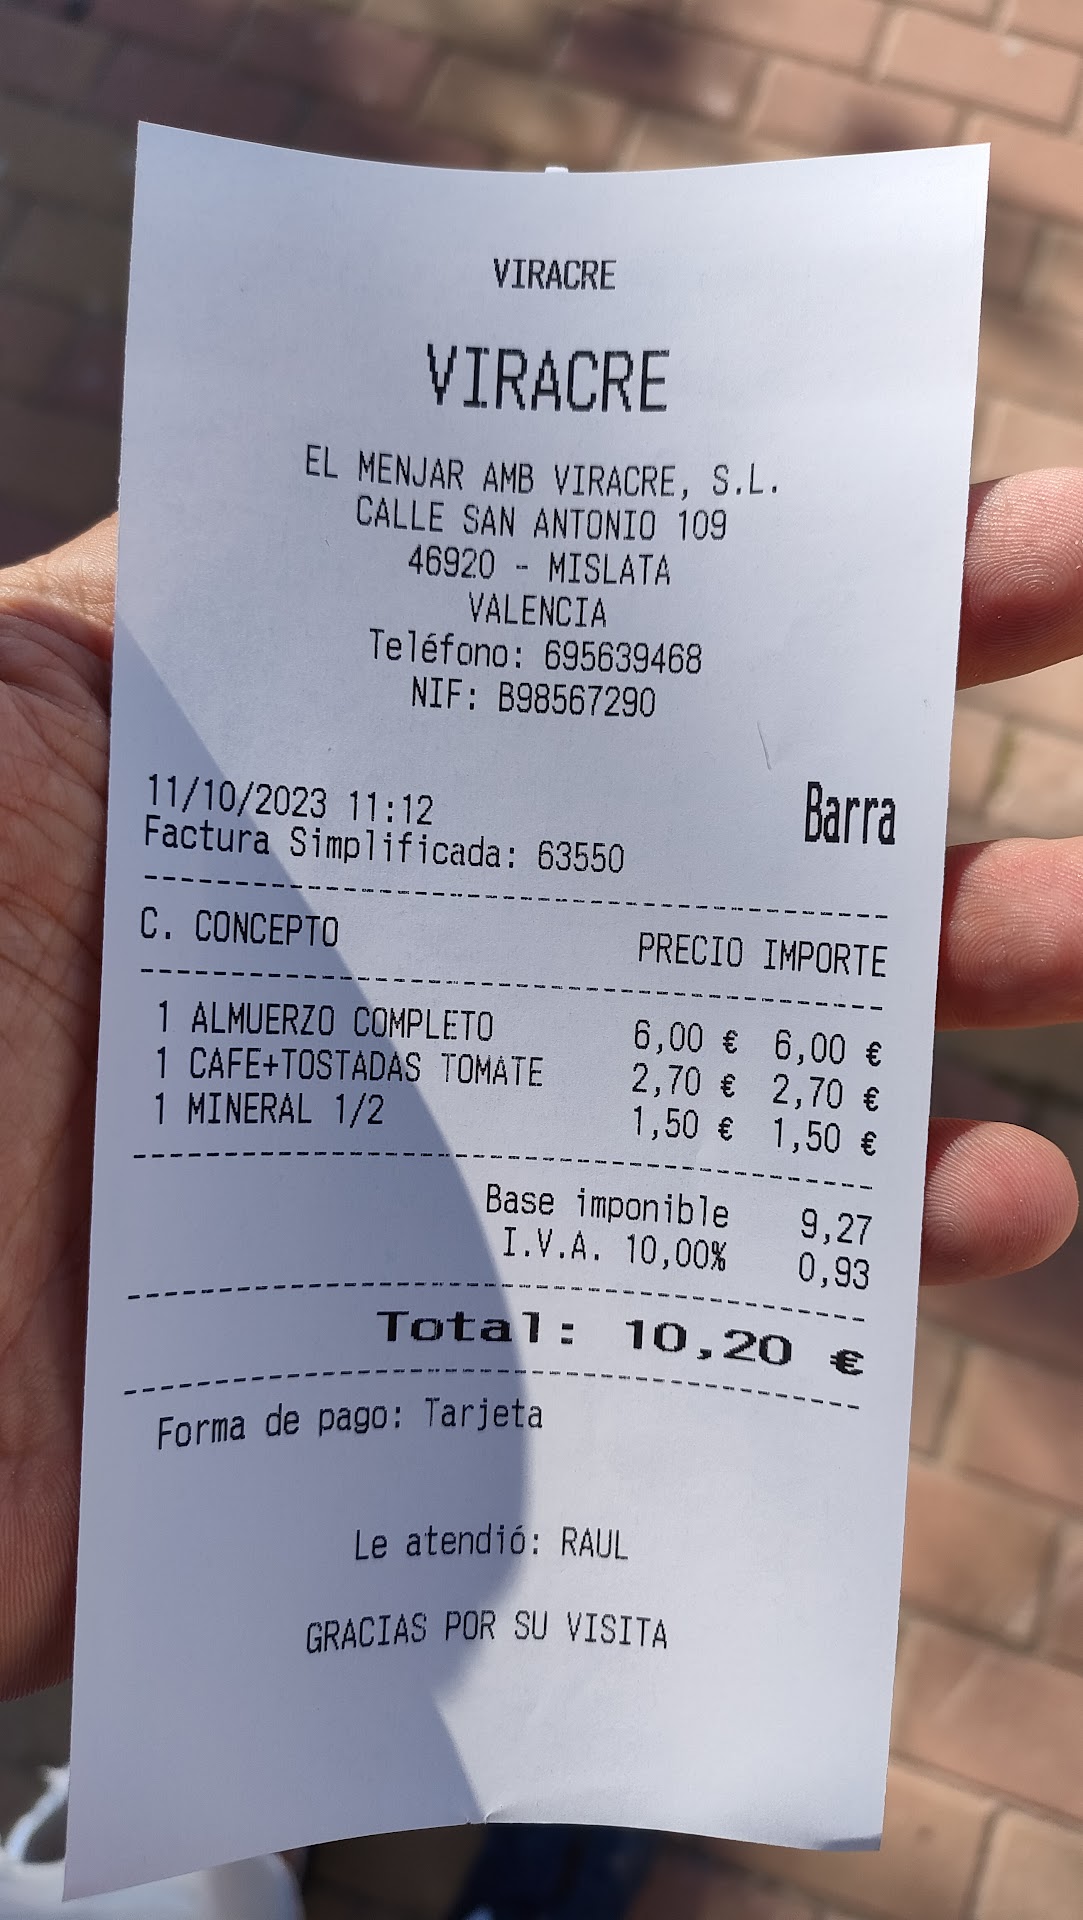 VIRACRE
VIRACRE
EL MENJAR AMB VIRACRE, S.L.
CALLE SAN ANTONIO 109
46920 - MISLATA
VALENCIA
Teléfono: 695639468
NIF: B98567290
11/10/2023 11:12 Barra
Factura Simplificada: 63550
C. CONCEPTO PRECIO IMPORTE
1 ALMUERZO COMPLETO 6,00 € 6,00 €
1 CAFE+TOSTADAS TOMATE 2,70 € 2,70 €
1 MINERAL 1/2 1,50 € 1,50 €
Base imponible 9,27
I.V.A. 10,00% 0,93
Total: 10,20 €
Forma de pago: Tarjeta
Le atendió: RAUL
GRACIAS POR SU VISITA